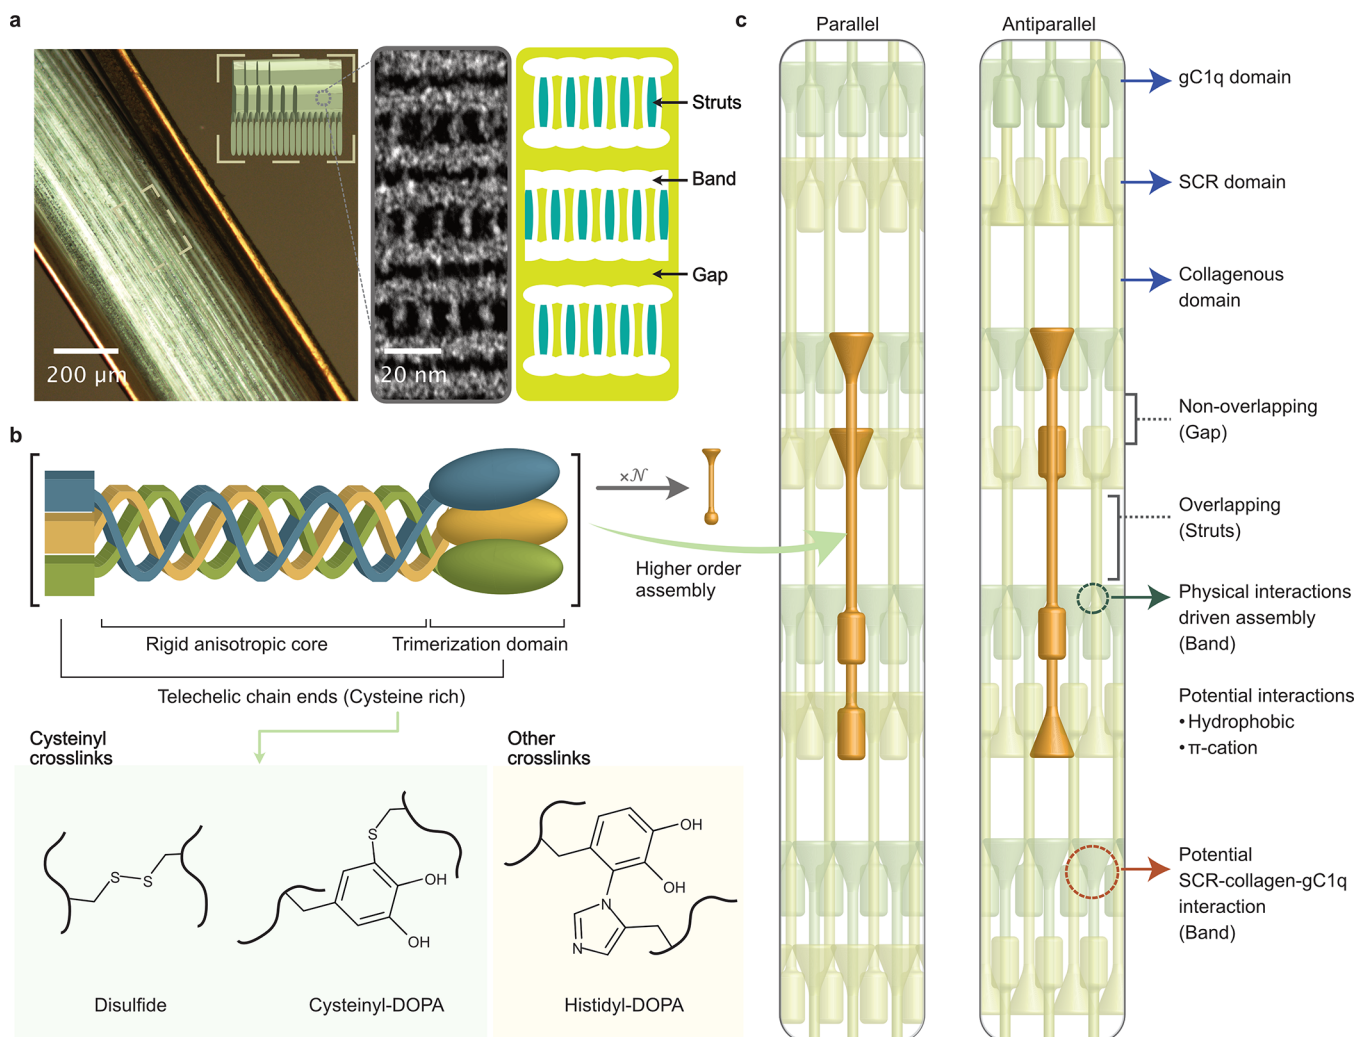 a
200 μm
20 nm
Struts
Band
Gap
b
×N
Higher order
assembly
Rigid anisotropic core
Trimerization domain
Telechelic chain ends (Cysteine rich)
Cysteinyl
crosslinks
Other
crosslinks
S
S
S
OH
OH
OH
OH
N
N
Disulfide
Cysteinyl-DOPA
Histidyl-DOPA
c
Parallel
Antiparallel
gC1q domain
SCR domain
Collagenous
domain
Non-overlapping
(Gap)
Overlapping
(Struts)
Physical interactions
driven assembly
(Band)
Potential interactions
• Hydrophobic
• π-cation
Potential
SCR-collagen-gC1q
interaction
(Band)